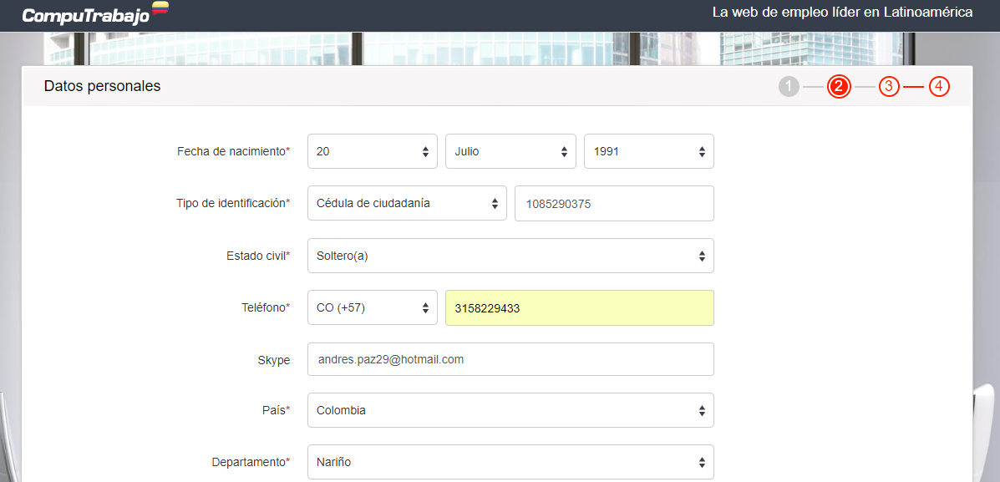 CompuTrabajo
La web de empleo líder en Latinoamérica
Datos personales
1 2 3 4
Fecha de nacimiento* 20 Julio 1991
Tipo de identificación* Cédula de ciudadanía 1085290375
Estado civil* Soltero(a)
Teléfono* CO (+57) 3158229433
Skype andres.paz29@hotmail.com
País* Colombia
Departamento* Nariño